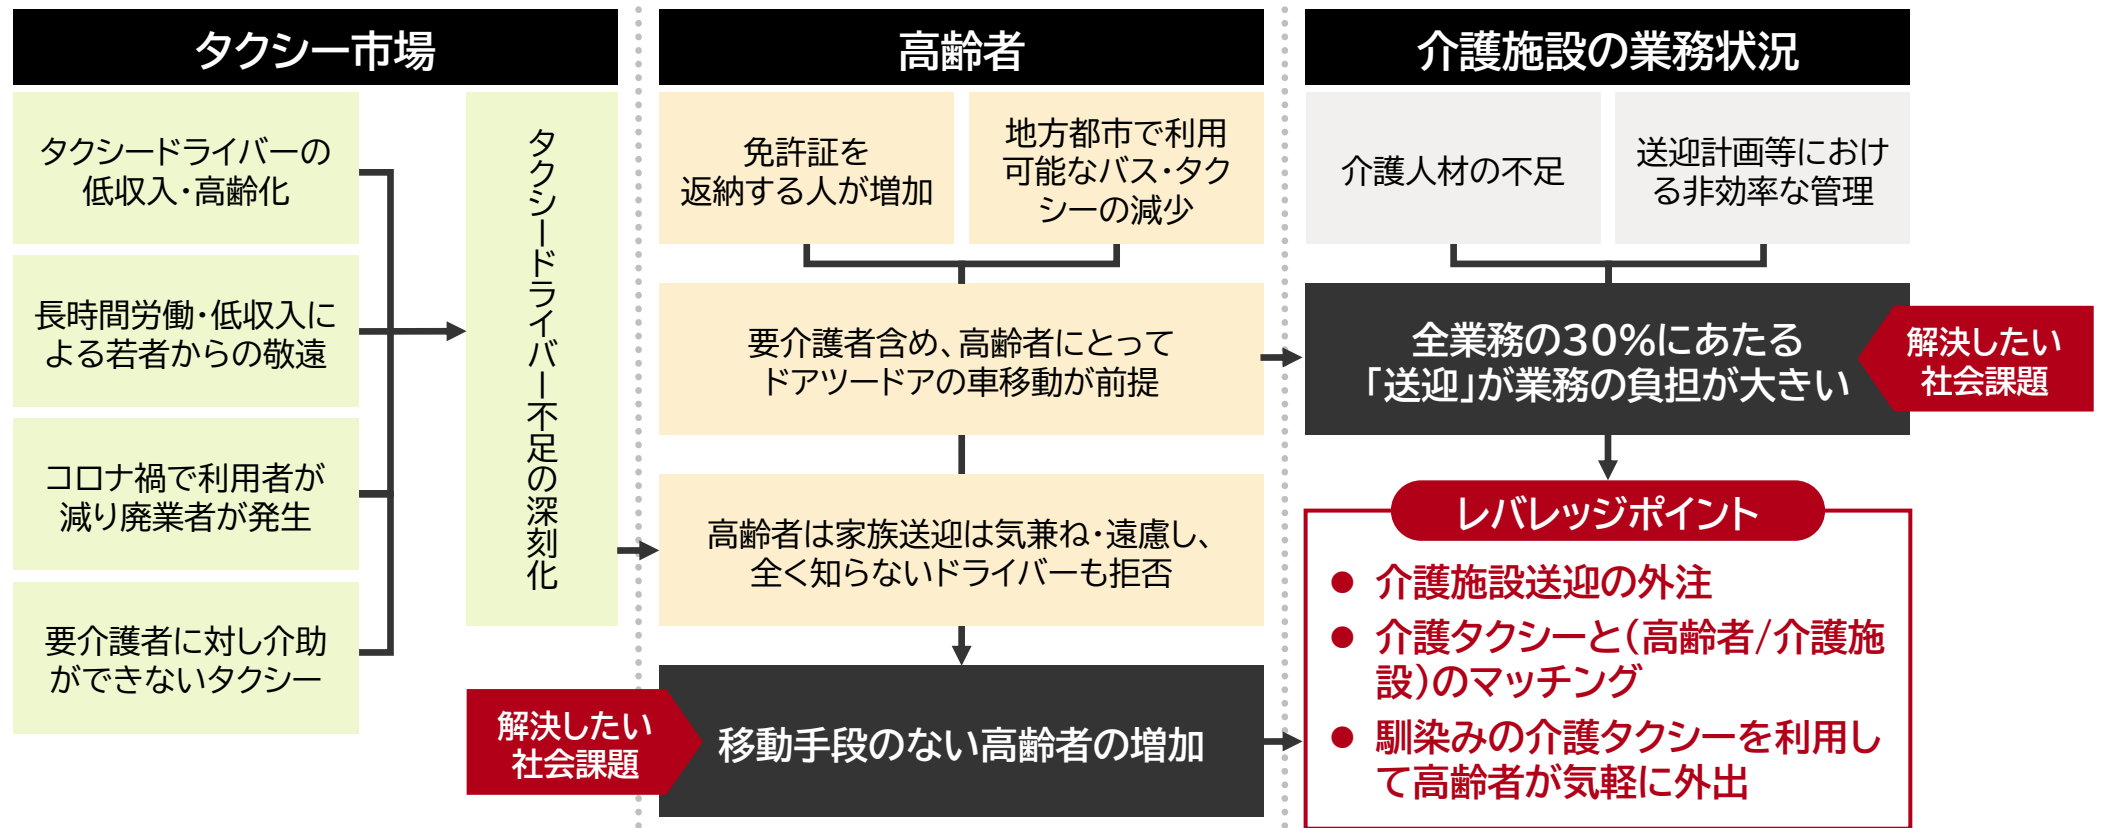 タクシー市場
タクシードライバーの
低収入・高齢化
長時間労働・低収入に
よる若者からの敬遠
コロナ禍で利用者が
減り廃業者が発生
要介護者に対し介助
ができないタクシー
タクシードライバー不足の深刻化
高齢者
免許証を
返納する人が増加
地方都市で利用
可能なバス・タク
シーの減少
要介護者含め、高齢者にとって
ドアツードアの車移動が前提
高齢者は家族送迎は気兼ね・遠慮し、
全く知らないドライバーも拒否
解決したい
社会課題
移動手段のない高齢者の増加
介護施設の業務状況
介護人材の不足
送迎計画等におけ
る非効率な管理
全業務の30%にあたる
「送迎」が業務の負担が大きい
解決したい
社会課題
レバレッジポイント
● 介護施設送迎の外注
● 介護タクシーと(高齢者/介護施
設)のマッチング
● 馴染みの介護タクシーを利用し
て高齢者が気軽に外出